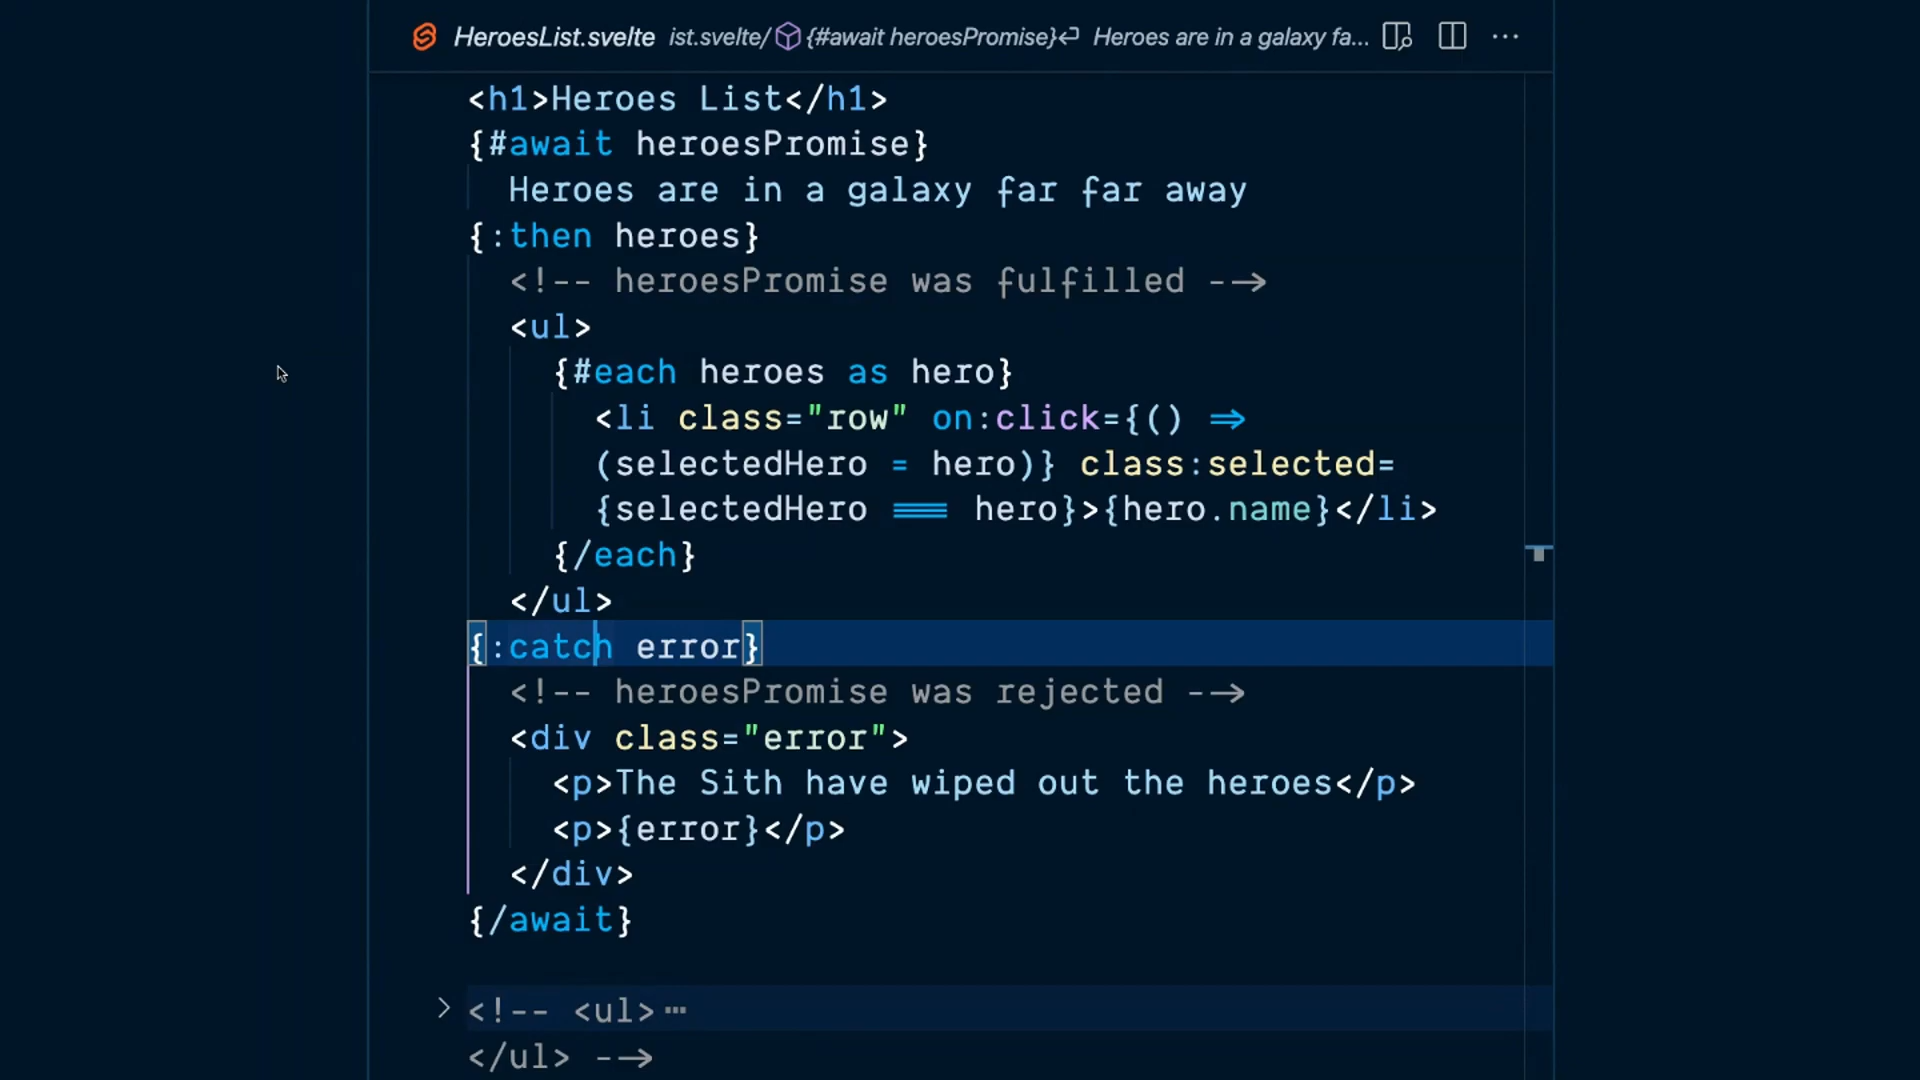 HeroesList.svelte ist.svelte/ {#await heroesPromise}↵ Heroes are in a galaxy fa... ···
<h1>Heroes List</h1>
{#await heroesPromise}
Heroes are in a galaxy far far away
{:then heroes}
<!-- heroesPromise was fulfilled -->
<ul>
{#each heroes as hero}
<li class="row" on:click={() =>
(selectedHero = hero)} class:selected=
{selectedHero === hero}>{hero.name}</li>
{/each}
</ul>
{:catch error}
<!-- heroesPromise was rejected -->
<div class="error">
<p>The Sith have wiped out the heroes</p>
<p>{error}</p>
</div>
{/await}
<!-- <ul>···
</ul> -->